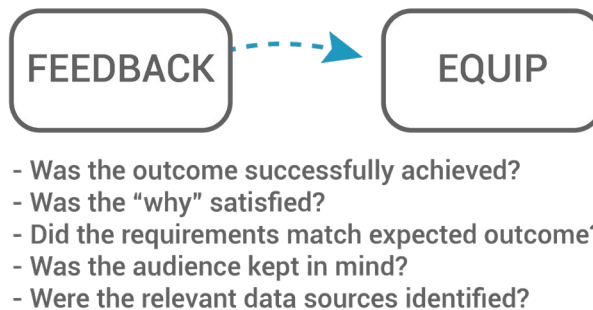 FEEDBACK
EQUIP
- Was the outcome successfully achieved?
- Was the “why” satisfied?
- Did the requirements match expected outcome?
- Was the audience kept in mind?
- Were the relevant data sources identified?